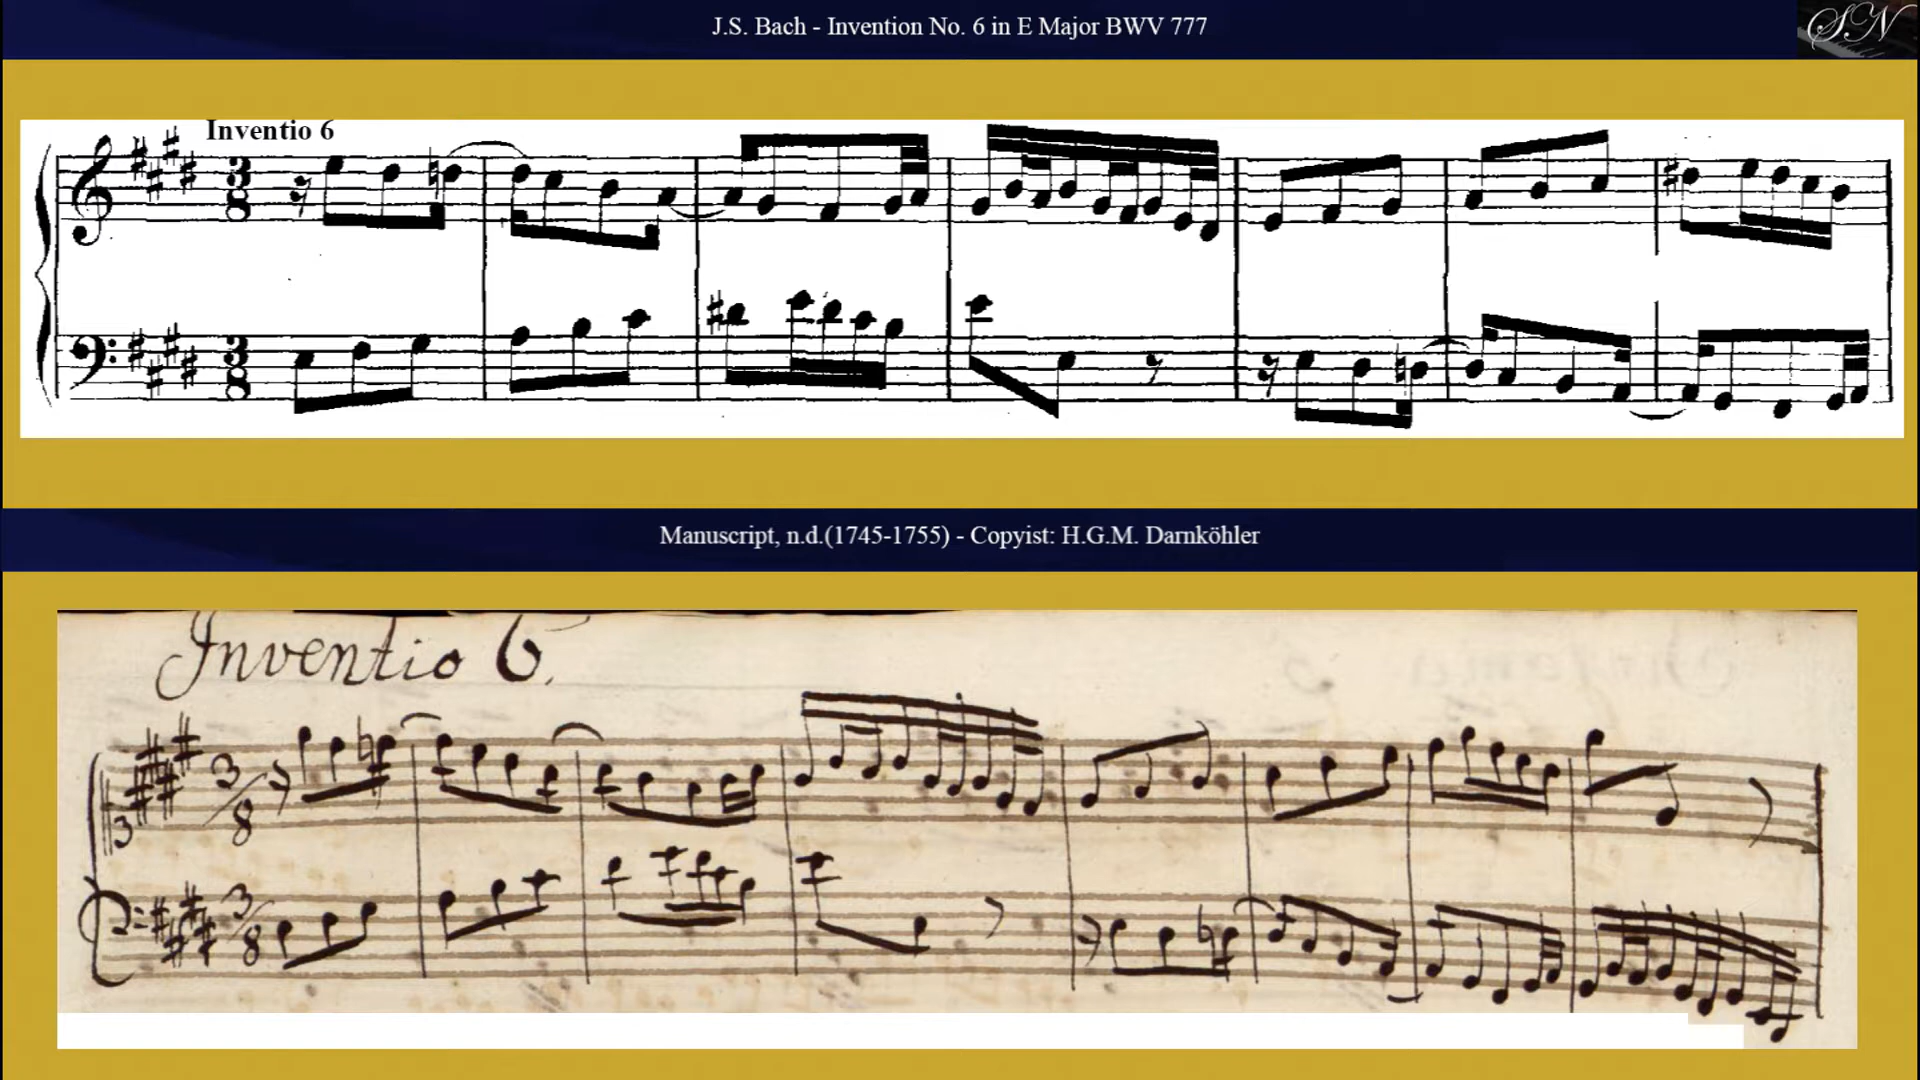 J.S. Bach - Invention No. 6 in E Major BWV 777
S.N
Inventio 6
3
8
3
8
Manuscript, n.d.(1745-1755) - Copyist: H.G.M. Darnköhler
Inventio 6.
3/8
3/8